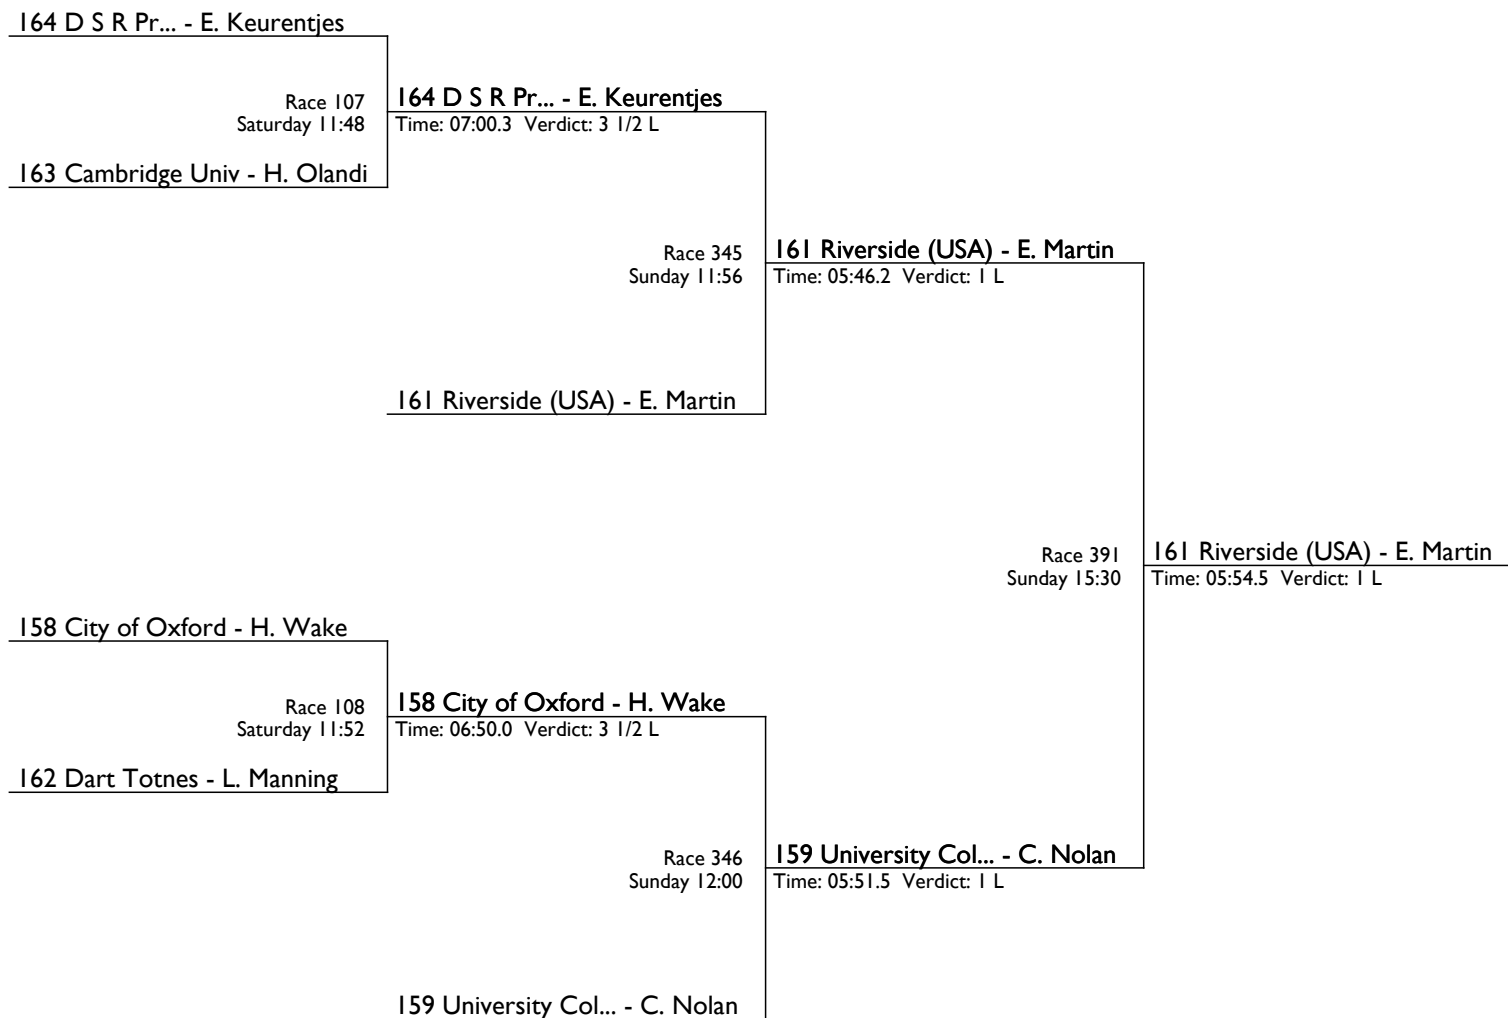 164 D S R Pr... - E. Keurentjes
Race 107
Saturday 11:48
164 D S R Pr... - E. Keurentjes
Time: 07:00.3 Verdict: 3 1/2 L
163 Cambridge Univ - H. Olandi
Race 345
Sunday 11:56
161 Riverside (USA) - E. Martin
Time: 05:46.2 Verdict: 1 L
161 Riverside (USA) - E. Martin
Race 391
Sunday 15:30
161 Riverside (USA) - E. Martin
Time: 05:54.5 Verdict: 1 L
158 City of Oxford - H. Wake
Race 108
Saturday 11:52
158 City of Oxford - H. Wake
Time: 06:50.0 Verdict: 3 1/2 L
162 Dart Totnes - L. Manning
Race 346
Sunday 12:00
159 University Col... - C. Nolan
Time: 05:51.5 Verdict: 1 L
159 University Col... - C. Nolan